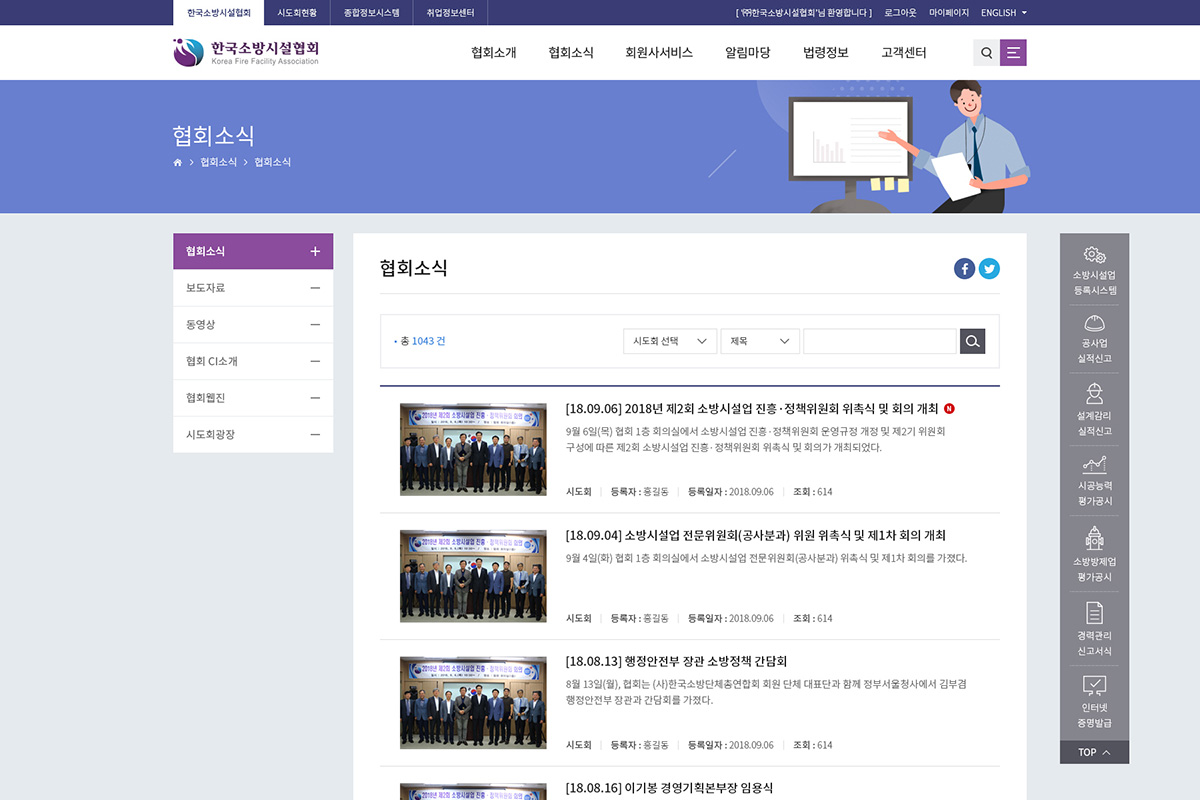 한국소방시설협회 시도회현황 종합정보시스템 취업정보센터 [ '㈜한국소방시설협회'님 환영합니다 ] 로그아웃 마이페이지 ENGLISH
한국소방시설협회
Korea Fire Facility Association
협회소개 협회소식 회원사서비스 알림마당 법령정보 고객센터
협회소식
협회소식 협회소식
협회소식
보도자료
동영상
협회 CI소개
협회웹진
시도회광장
협회소식
총 1043 건 시도회 선택 제목
[18.09.06] 2018년 제2회 소방시설업 진흥·정책위원회 위촉식 및 회의 개최 N
9월 6일(목) 협회 1층 회의실에서 소방시설업 진흥·정책위원회 운영규정 개정 및 제2기 위원회
구성에 따른 제2회 소방시설업 진흥·정책위원회 위촉식 및 회의가 개최되었다.
시도회 등록자 : 홍길동 등록일자 : 2018.09.06 조회 : 614
[18.09.04] 소방시설업 전문위원회(공사분과) 위원 위촉식 및 제1차 회의 개최
9월 4일(화) 협회 1층 회의실에서 소방시설업 전문위원회(공사분과) 위촉식 및 제1차 회의를 가졌다.
시도회 등록자 : 홍길동 등록일자 : 2018.09.06 조회 : 614
[18.08.13] 행정안전부 장관 소방정책 간담회
8월 13일(월), 협회는 (사)한국소방단체총연합회 회원 단체 대표단과 함께 정부서울청사에서 김부겸
행정안전부 장관과 간담회를 가졌다.
시도회 등록자 : 홍길동 등록일자 : 2018.09.06 조회 : 614
[18.08.16] 이기봉 경영기획본부장 임용식
소방시설업
등록시스템
공사업
실적신고
설계감리
실적신고
시공능력
평가공시
소방방제업
평가공시
경력관리
신고서식
인터넷
증명발급
TOP